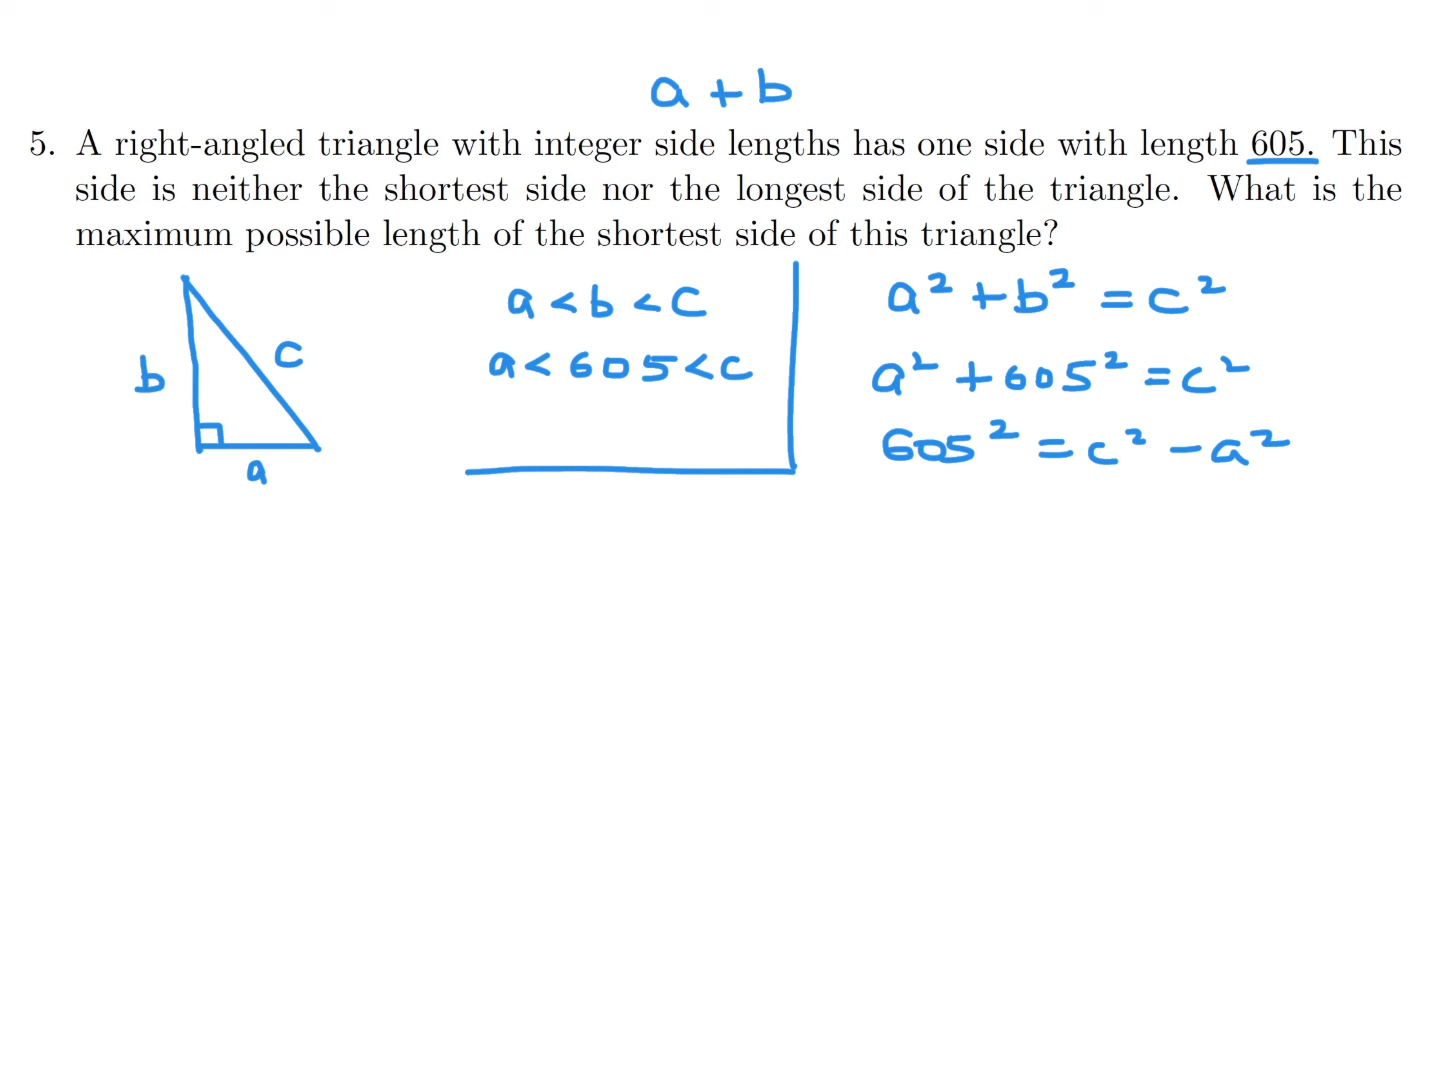 a + b
5. A right-angled triangle with integer side lengths has one side with length 605. This
side is neither the shortest side nor the longest side of the triangle. What is the
maximum possible length of the shortest side of this triangle?
b
c
a
a < b < c
a < 605 < c
a² + b² = c²
a² + 605² = c²
605² = c² - a²